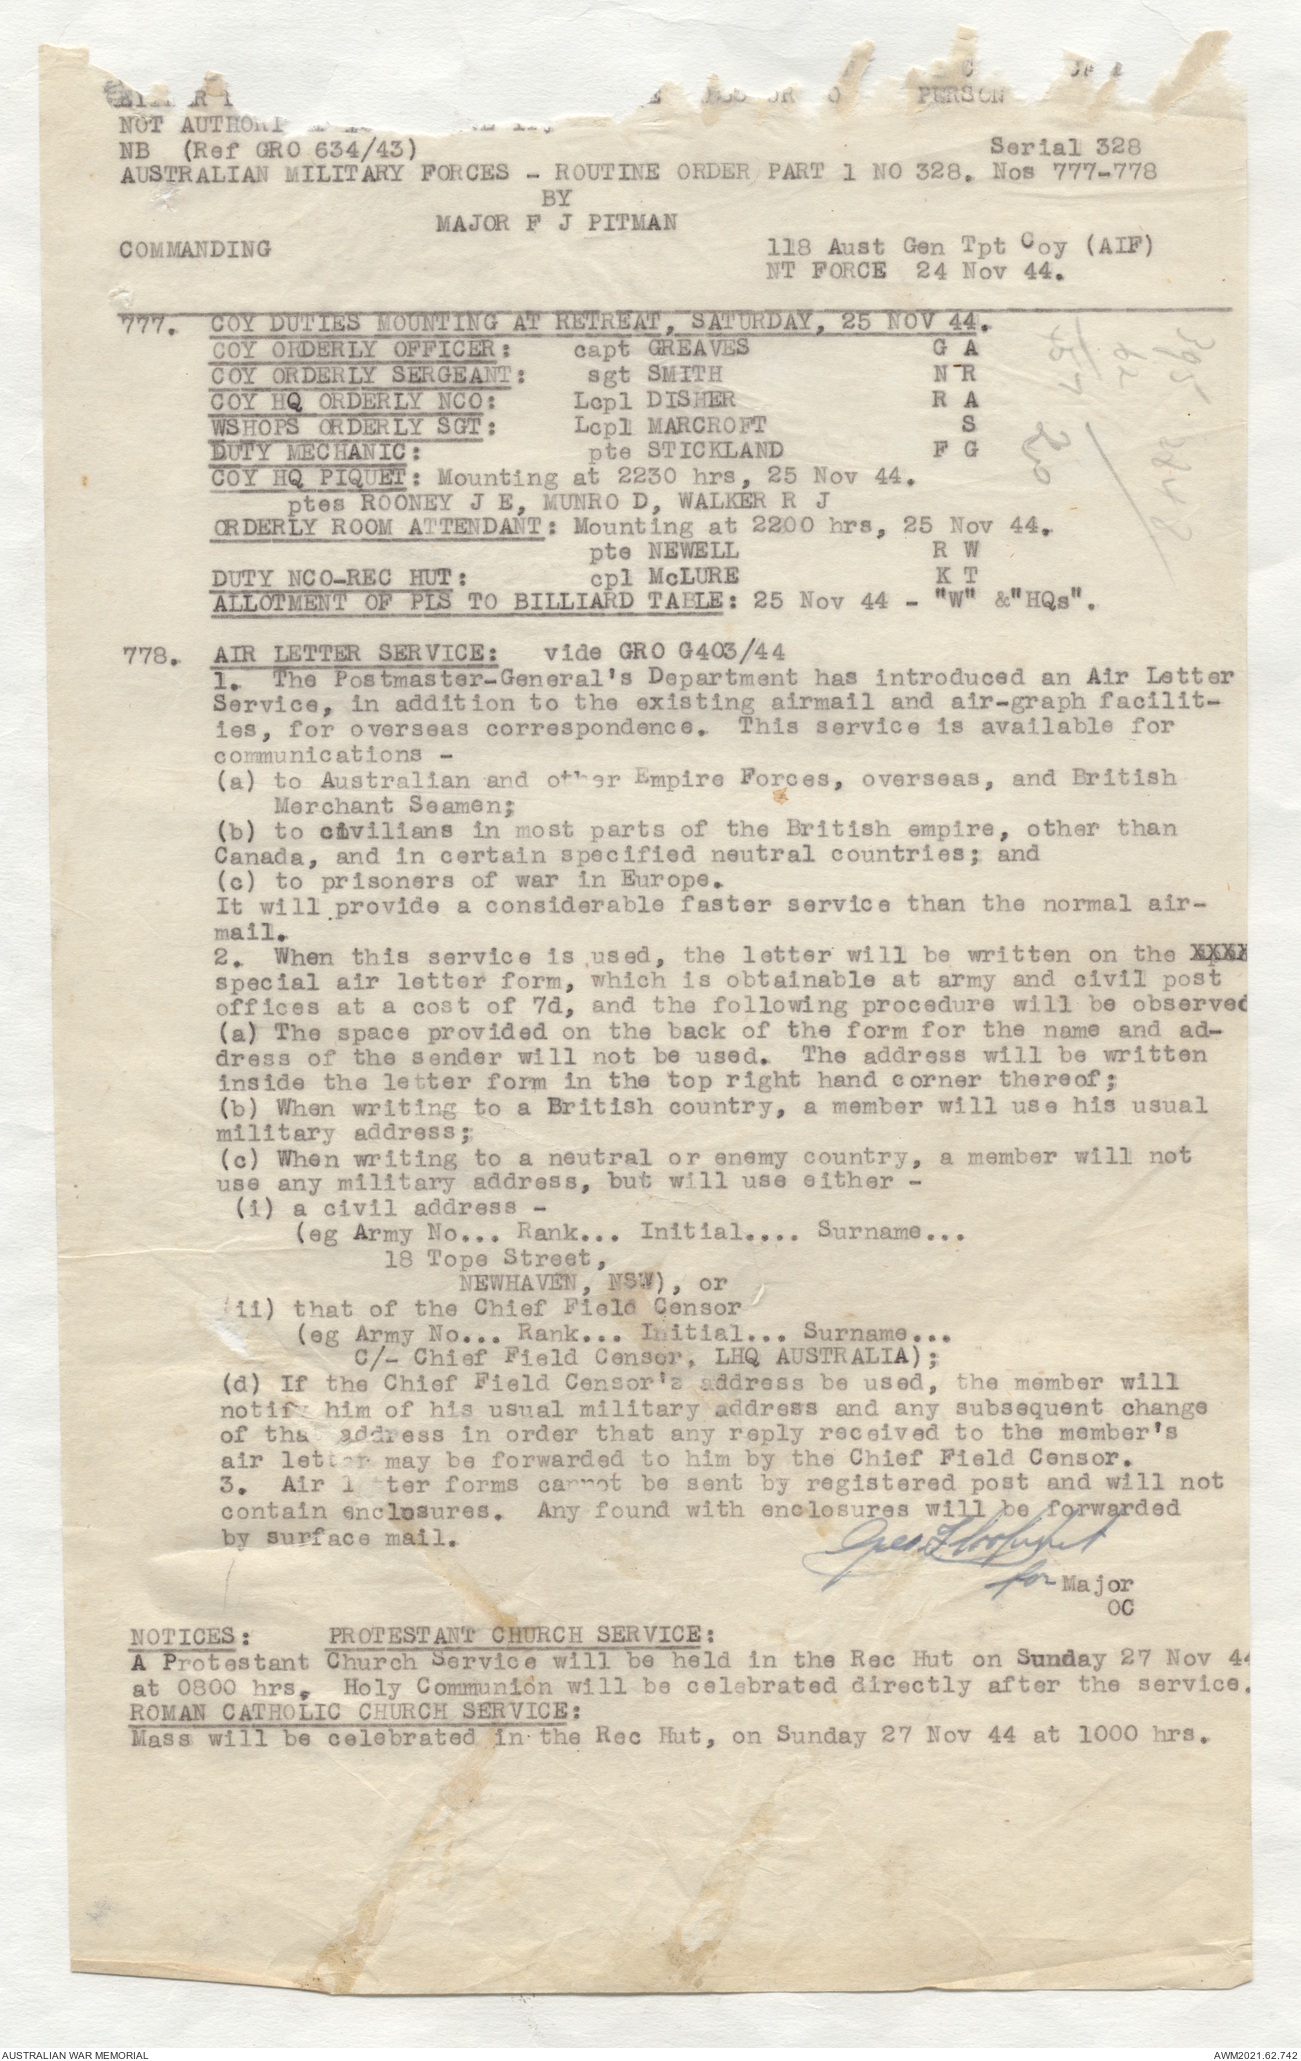 PERSON
NOT AUTHORI
NB (Ref GRO 634/43) Serial 328
AUSTRALIAN MILITARY FORCES - ROUTINE ORDER PART 1 NO 328. Nos 777-778
BY
MAJOR F J PITMAN
COMMANDING 118 Aust Gen Tpt Coy (AIF)
NT FORCE 24 Nov 44.
777. COY DUTIES MOUNTING AT RETREAT, SATURDAY, 25 NOV 44.
COY ORDERLY OFFICER: capt GREAVES G A
COY ORDERLY SERGEANT: sgt SMITH N R
COY HQ ORDERLY NCO: Lcpl DISHER R A
WSHOPS ORDERLY SGT: Lcpl MARCROFT S
DUTY MECHANIC: pte STICKLAND F G
COY HQ PIQUET: Mounting at 2230 hrs, 25 Nov 44.
ptes ROONEY J E, MUNRO D, WALKER R J
ORDERLY ROOM ATTENDANT: Mounting at 2200 hrs, 25 Nov 44.
pte NEWELL R W
DUTY NCO-REC HUT: cpl McLURE K T
ALLOTMENT OF PLS TO BILLIARD TABLE: 25 Nov 44 - "W" &"HQs".
778. AIR LETTER SERVICE: vide GRO G403/44
1. The Postmaster-General's Department has introduced an Air Letter
Service, in addition to the existing airmail and air-graph facilit-
ies, for overseas correspondence. This service is available for
communications -
(a) to Australian and other Empire Forces, overseas, and British
Merchant Seamen;
(b) to civilians in most parts of the British empire, other than
Canada, and in certain specified neutral countries; and
(c) to prisoners of war in Europe.
It will provide a considerable faster service than the normal air-
mail.
2. When this service is used, the letter will be written on the XXXX
special air letter form, which is obtainable at army and civil post
offices at a cost of 7d, and the following procedure will be observed
(a) The space provided on the back of the form for the name and ad-
dress of the sender will not be used. The address will be written
inside the letter form in the top right hand corner thereof;
(b) When writing to a British country, a member will use his usual
military address;
(c) When writing to a neutral or enemy country, a member will not
use any military address, but will use either -
(i) a civil address -
(eg Army No... Rank... Initial.... Surname...
18 Tope Street,
NEWHAVEN, NSW), or
(ii) that of the Chief Field Censor
(eg Army No... Rank... Initial... Surname...
C/- Chief Field Censor, LHQ AUSTRALIA);
(d) If the Chief Field Censor's address be used, the member will
notify him of his usual military address and any subsequent change
of that address in order that any reply received to the member's
air letter may be forwarded to him by the Chief Field Censor.
3. Air letter forms cannot be sent by registered post and will not
contain enclosures. Any found with enclosures will be forwarded
by surface mail.
for Major
OC
NOTICES: PROTESTANT CHURCH SERVICE:
A Protestant Church Service will be held in the Rec Hut on Sunday 27 Nov 44
at 0800 hrs. Holy Communion will be celebrated directly after the service.
ROMAN CATHOLIC CHURCH SERVICE:
Mass will be celebrated in the Rec Hut, on Sunday 27 Nov 44 at 1000 hrs.
AUSTRALIAN WAR MEMORIAL AWM2021.62.742